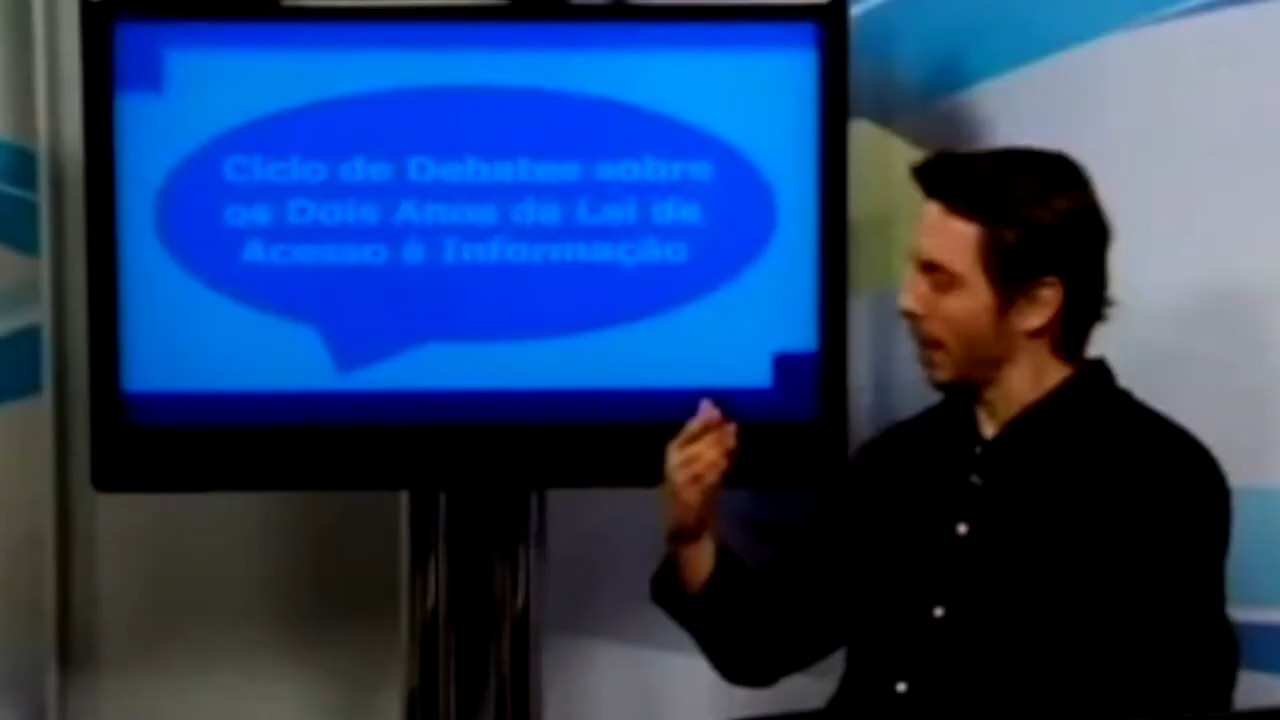 Ciclo de Debates sobre
os Dois Anos da Lei de
Acesso à Informação